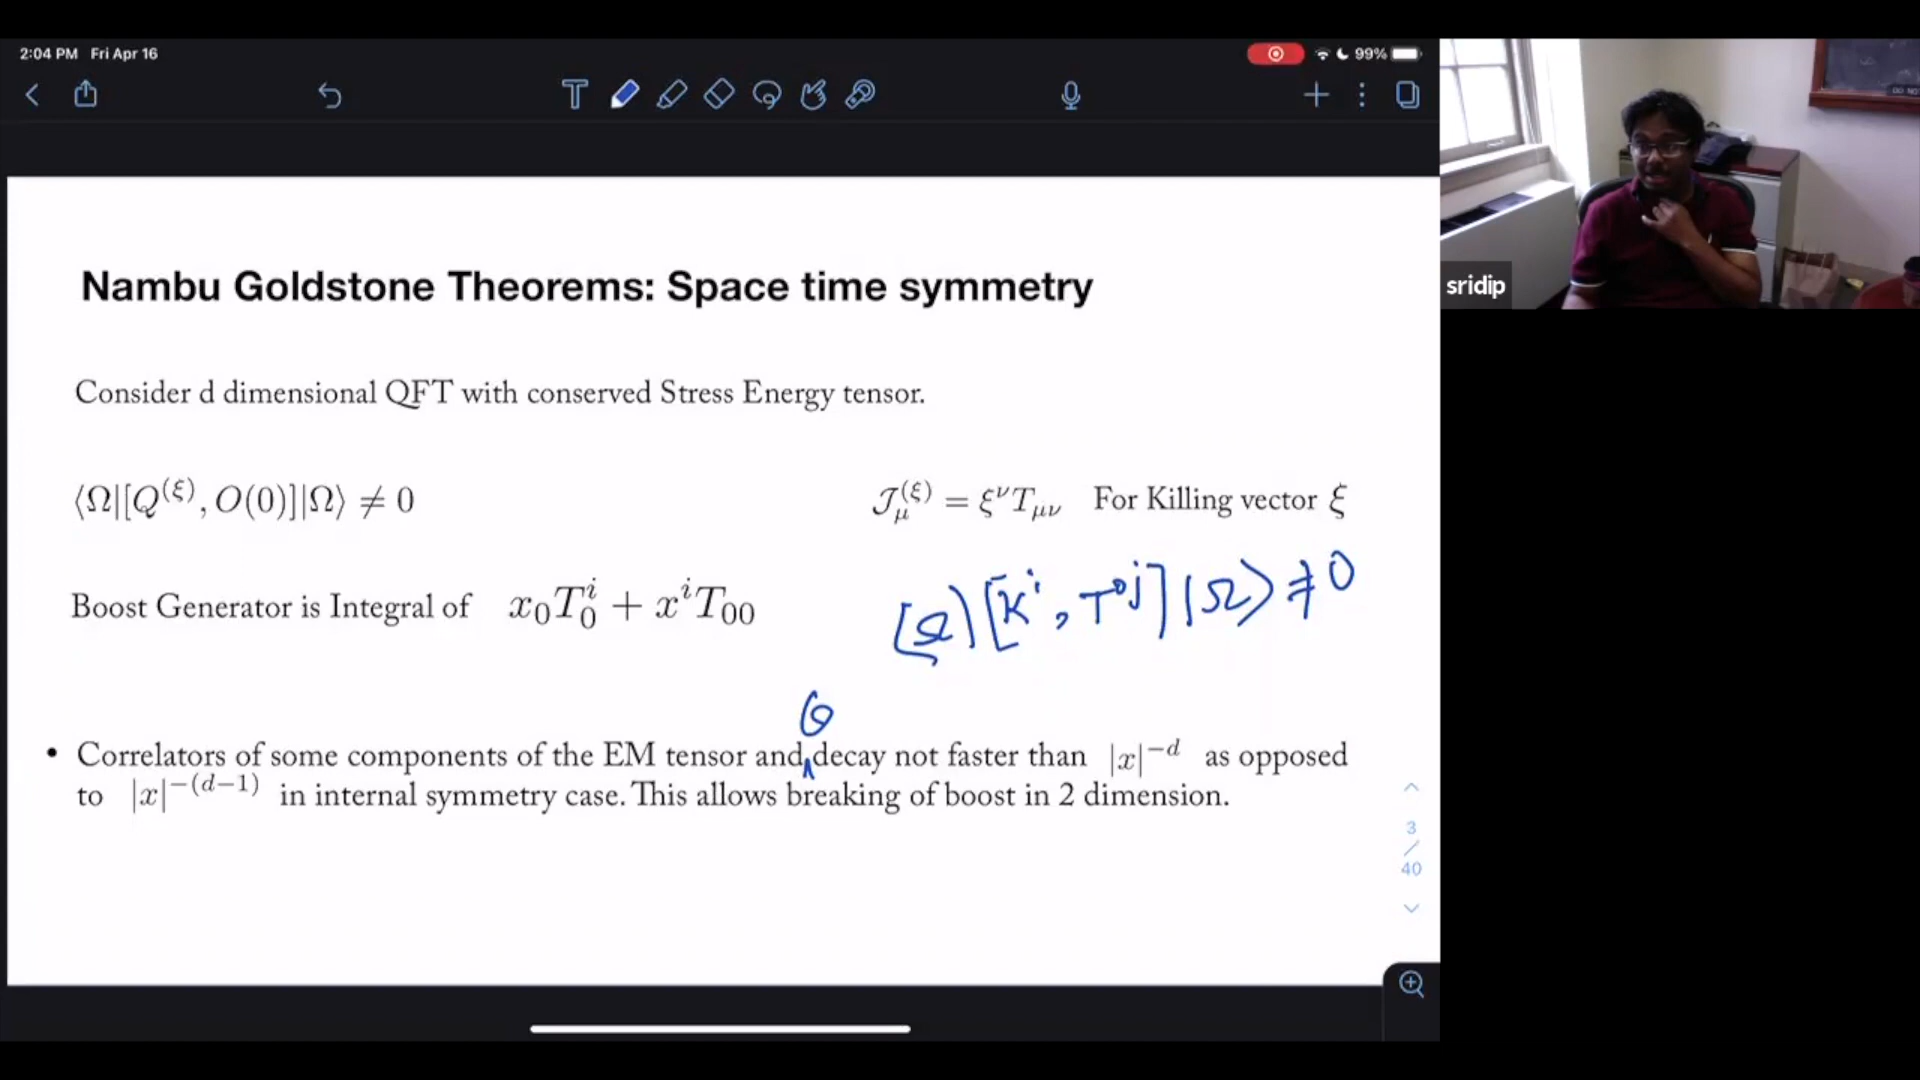 2:04 PM Fri Apr 16
99%
Nambu Goldstone Theorems: Space time symmetry
Consider d dimensional QFT with conserved Stress Energy tensor.
⟨Ω|[Q^(ξ), O(0)]|Ω⟩ ≠ 0
J_μ^(ξ) = ξ^ν T_μν For Killing vector ξ
Boost Generator is Integral of x_0 T_0^i + x^i T_00
⟨Ω|[K^i, T^0j]|Ω⟩ ≠ 0
O
• Correlators of some components of the EM tensor and decay not faster than |x|^−d as opposed
to |x|^−(d−1) in internal symmetry case. This allows breaking of boost in 2 dimension.
3
/
40
sridip